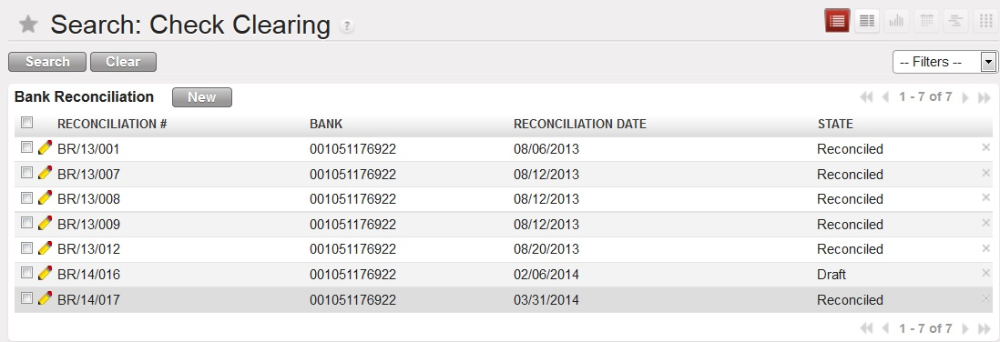 Search: Check Clearing ?
Search Clear -- Filters --
Bank Reconciliation New 1 - 7 of 7
RECONCILIATION # BANK RECONCILIATION DATE STATE
BR/13/001 001051176922 08/06/2013 Reconciled
BR/13/007 001051176922 08/12/2013 Reconciled
BR/13/008 001051176922 08/12/2013 Reconciled
BR/13/009 001051176922 08/12/2013 Reconciled
BR/13/012 001051176922 08/20/2013 Reconciled
BR/14/016 001051176922 02/06/2014 Draft
BR/14/017 001051176922 03/31/2014 Reconciled
1 - 7 of 7